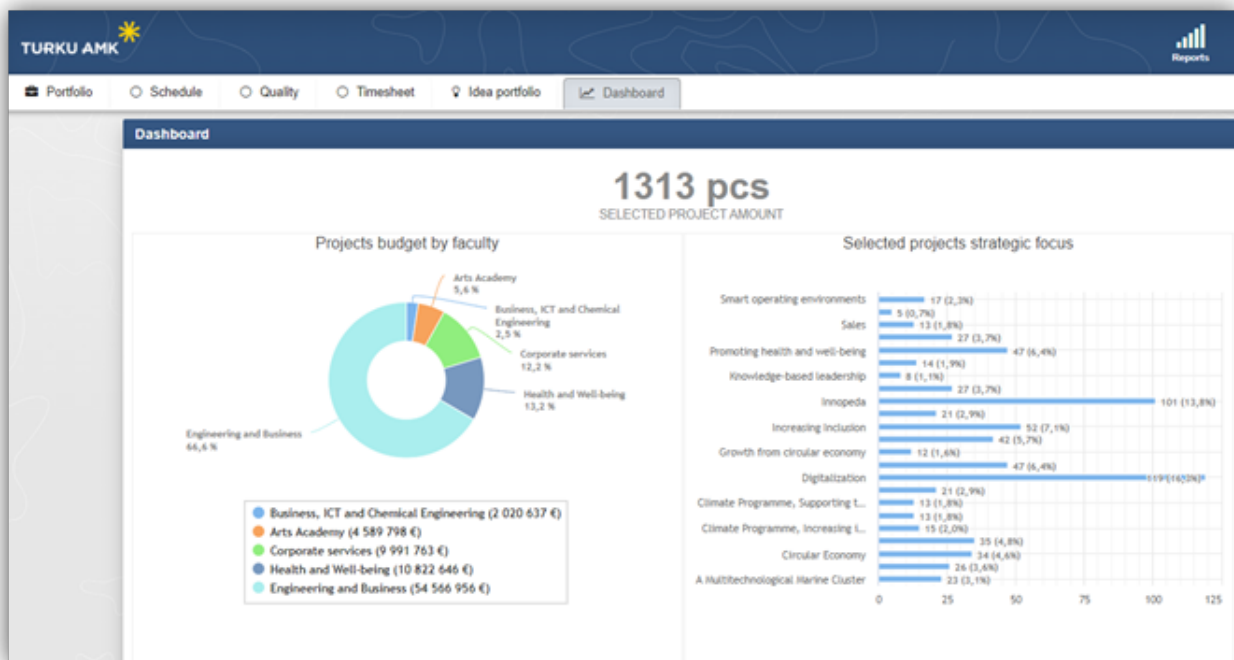 TURKU AMK
Reports
Portfolio
Schedule
Quality
Timesheet
Idea portfolio
Dashboard
Dashboard
1313 pcs
SELECTED PROJECT AMOUNT
Projects budget by faculty
Arts Academy
5,6 %
Business, ICT and Chemical
Engineering
2,5 %
Corporate services
12,2 %
Health and Well-being
13,2 %
Engineering and Business
66,6 %
Business, ICT and Chemical Engineering (2 020 637 €)
Arts Academy (4 589 798 €)
Corporate services (9 991 763 €)
Health and Well-being (10 822 646 €)
Engineering and Business (54 566 956 €)
Selected projects strategic focus
Smart operating environments 17 (2,3%)
5 (0,7%)
Sales 13 (1,8%)
27 (3,7%)
Promoting health and well-being 47 (6,4%)
14 (1,9%)
Knowledge-based leadership 8 (1,1%)
27 (3,7%)
Innopeda 101 (13,8%)
21 (2,9%)
Increasing Inclusion 52 (7,1%)
42 (5,7%)
Growth from circular economy 12 (1,6%)
47 (6,4%)
Digitalization
21 (2,9%)
Climate Programme, Supporting t... 13 (1,8%)
13 (1,8%)
Climate Programme, Increasing i... 15 (2,0%)
35 (4,8%)
Circular Economy 34 (4,6%)
26 (3,6%)
A Multitechnological Marine Cluster 23 (3,1%)
0 25 50 75 100 125